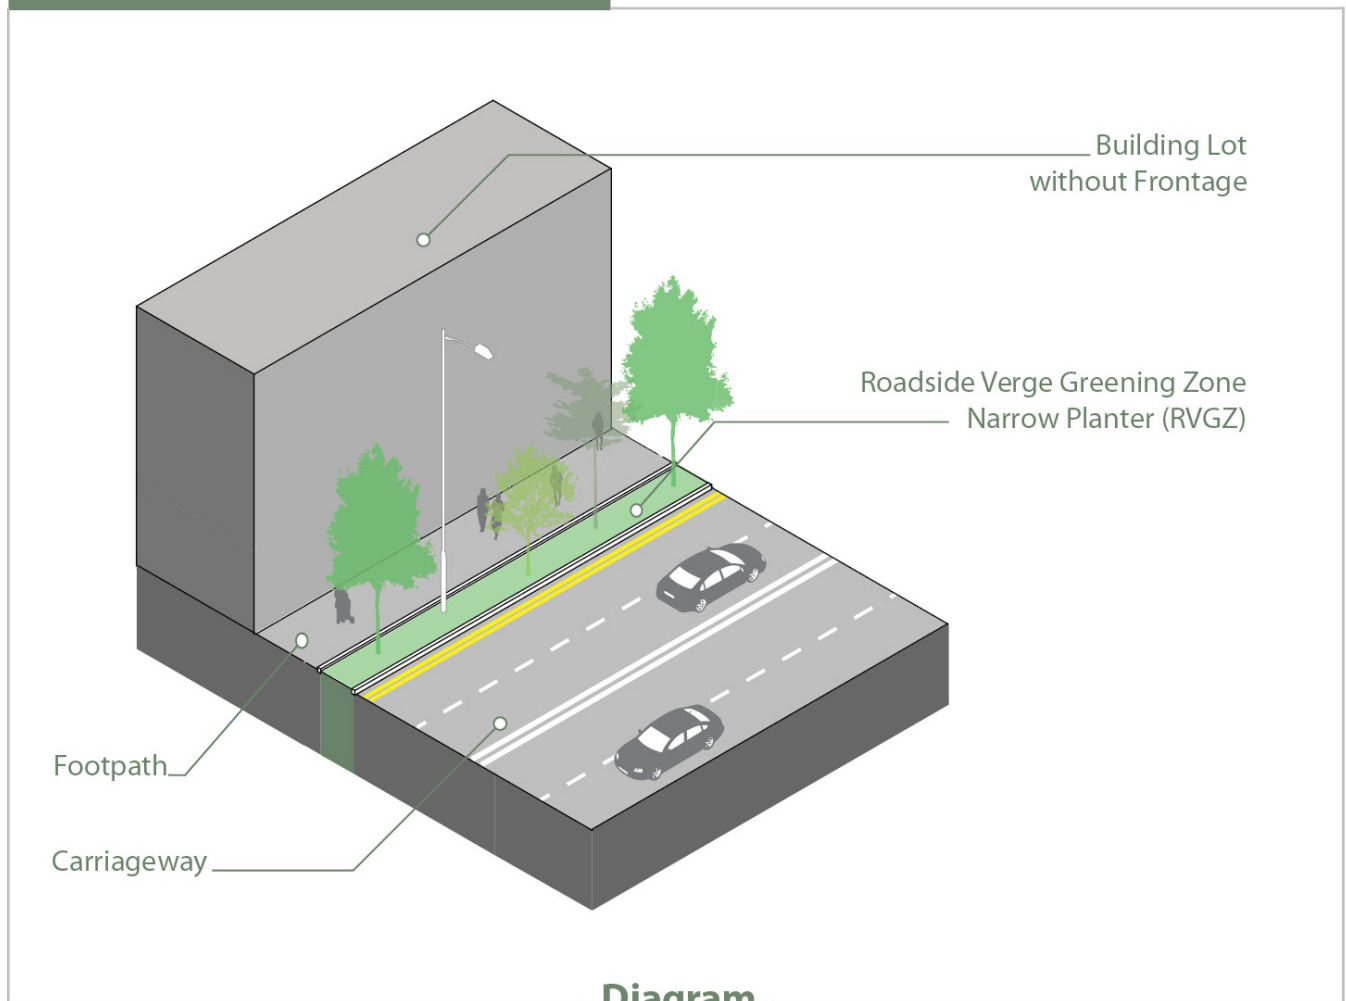 Building Lot
without Frontage
Roadside Verge Greening Zone
Narrow Planter (RVGZ)
Footpath
Carriageway
Diagram